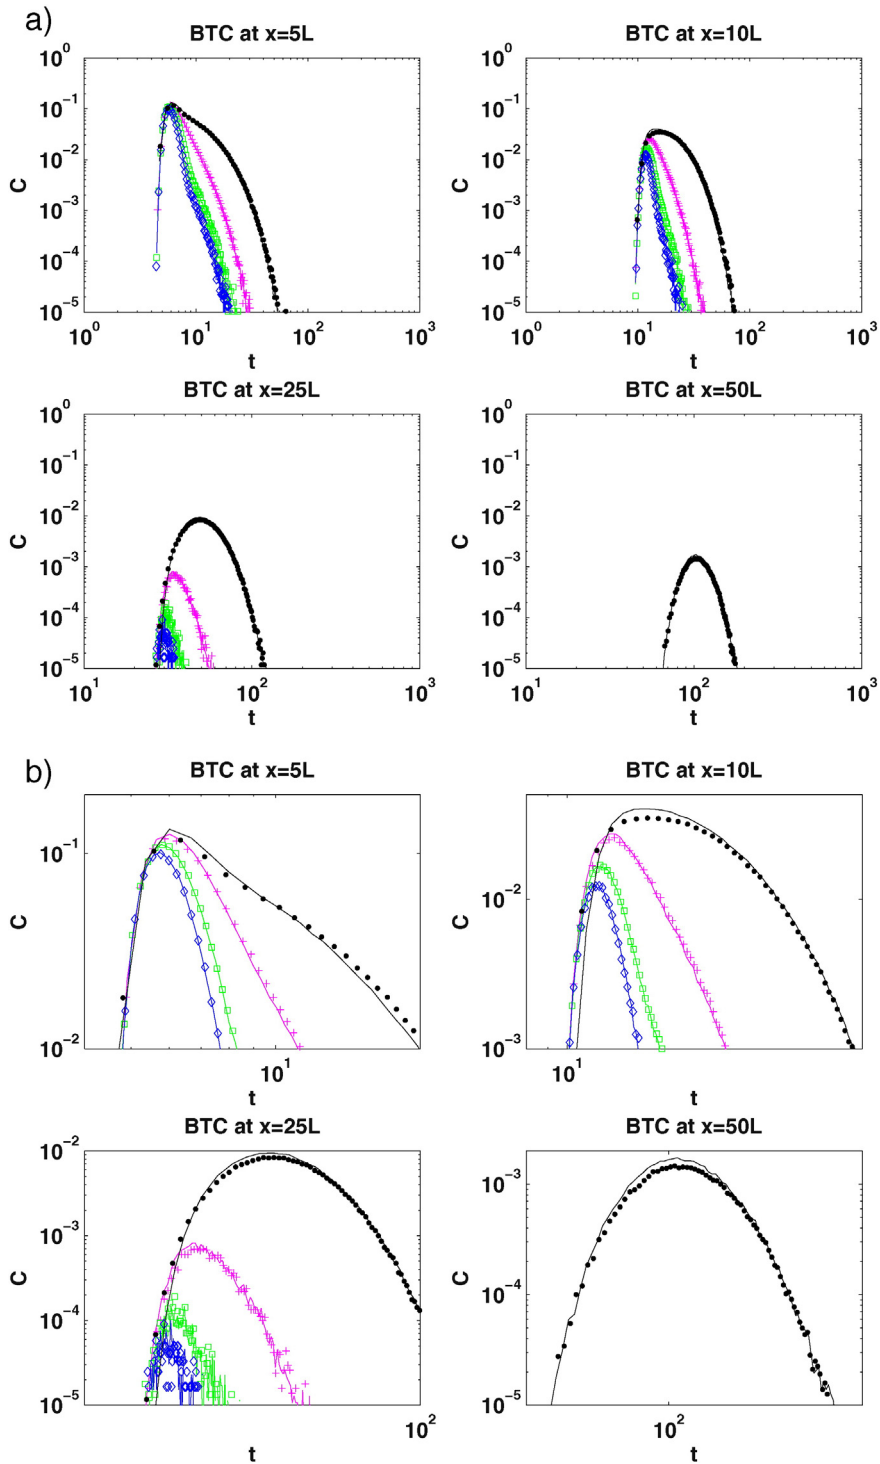 a)
BTC at x=5L
10^0
10^-1
10^-2
10^-3
10^-4
10^-5
C
10^0 10^1 10^2 10^3
t
BTC at x=10L
10^0
10^-1
10^-2
10^-3
10^-4
10^-5
C
10^0 10^1 10^2 10^3
t
BTC at x=25L
10^0
10^-1
10^-2
10^-3
10^-4
10^-5
C
10^1 10^2 10^3
t
BTC at x=50L
10^0
10^-1
10^-2
10^-3
10^-4
10^-5
C
10^1 10^2 10^3
t
b)
BTC at x=5L
10^-1
10^-2
C
10^1
t
BTC at x=10L
10^-2
10^-3
C
10^1
t
BTC at x=25L
10^-2
10^-3
10^-4
10^-5
C
10^2
t
BTC at x=50L
10^-3
10^-4
10^-5
C
10^2
t